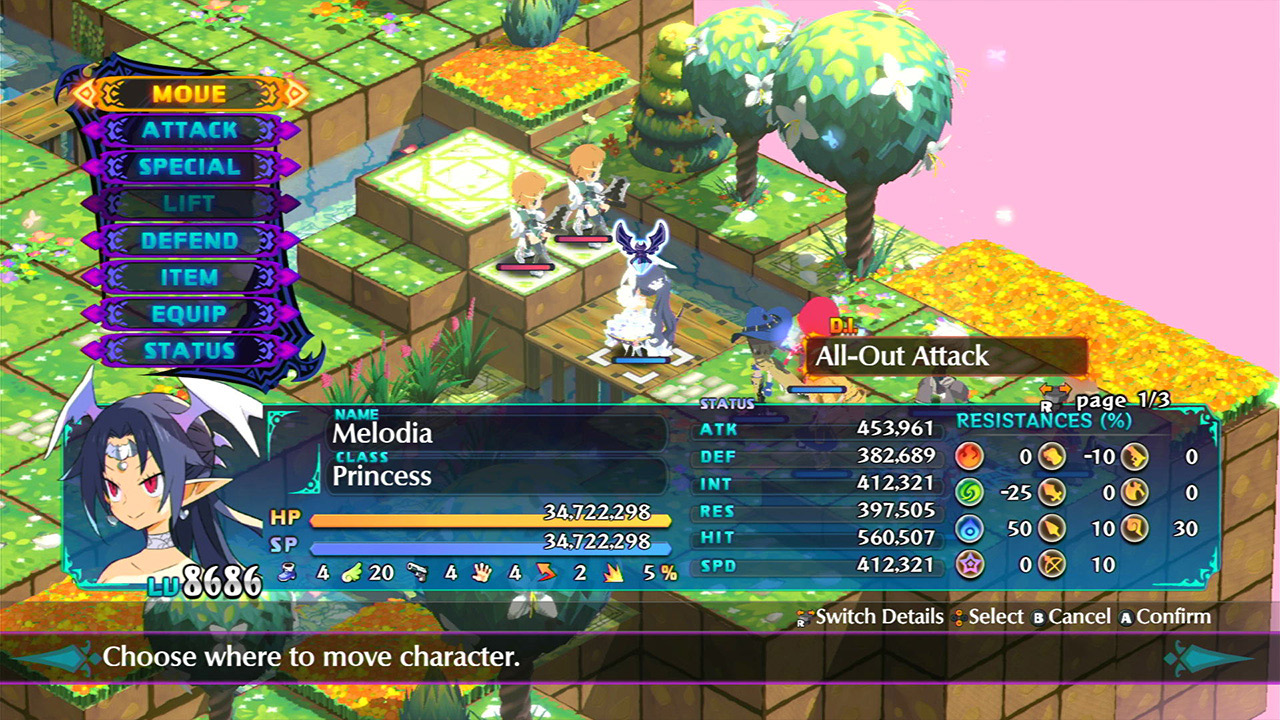 MOVE
ATTACK
SPECIAL
LIFT
DEFEND
ITEM
EQUIP
STATUS
D.I.
All-Out Attack
R page 1/3
NAME
Melodia
CLASS
Princess
HP 34,722,298
SP 34,722,298
LV 8686
4 20 4 4 2 5 %
STATUS
ATK 453,961
DEF 382,689
INT 412,321
RES 397,505
HIT 560,507
SPD 412,321
RESISTANCES (%)
0 -10 0
-25 0 0
50 10 30
0 10
R Switch Details Select B Cancel A Confirm
Choose where to move character.